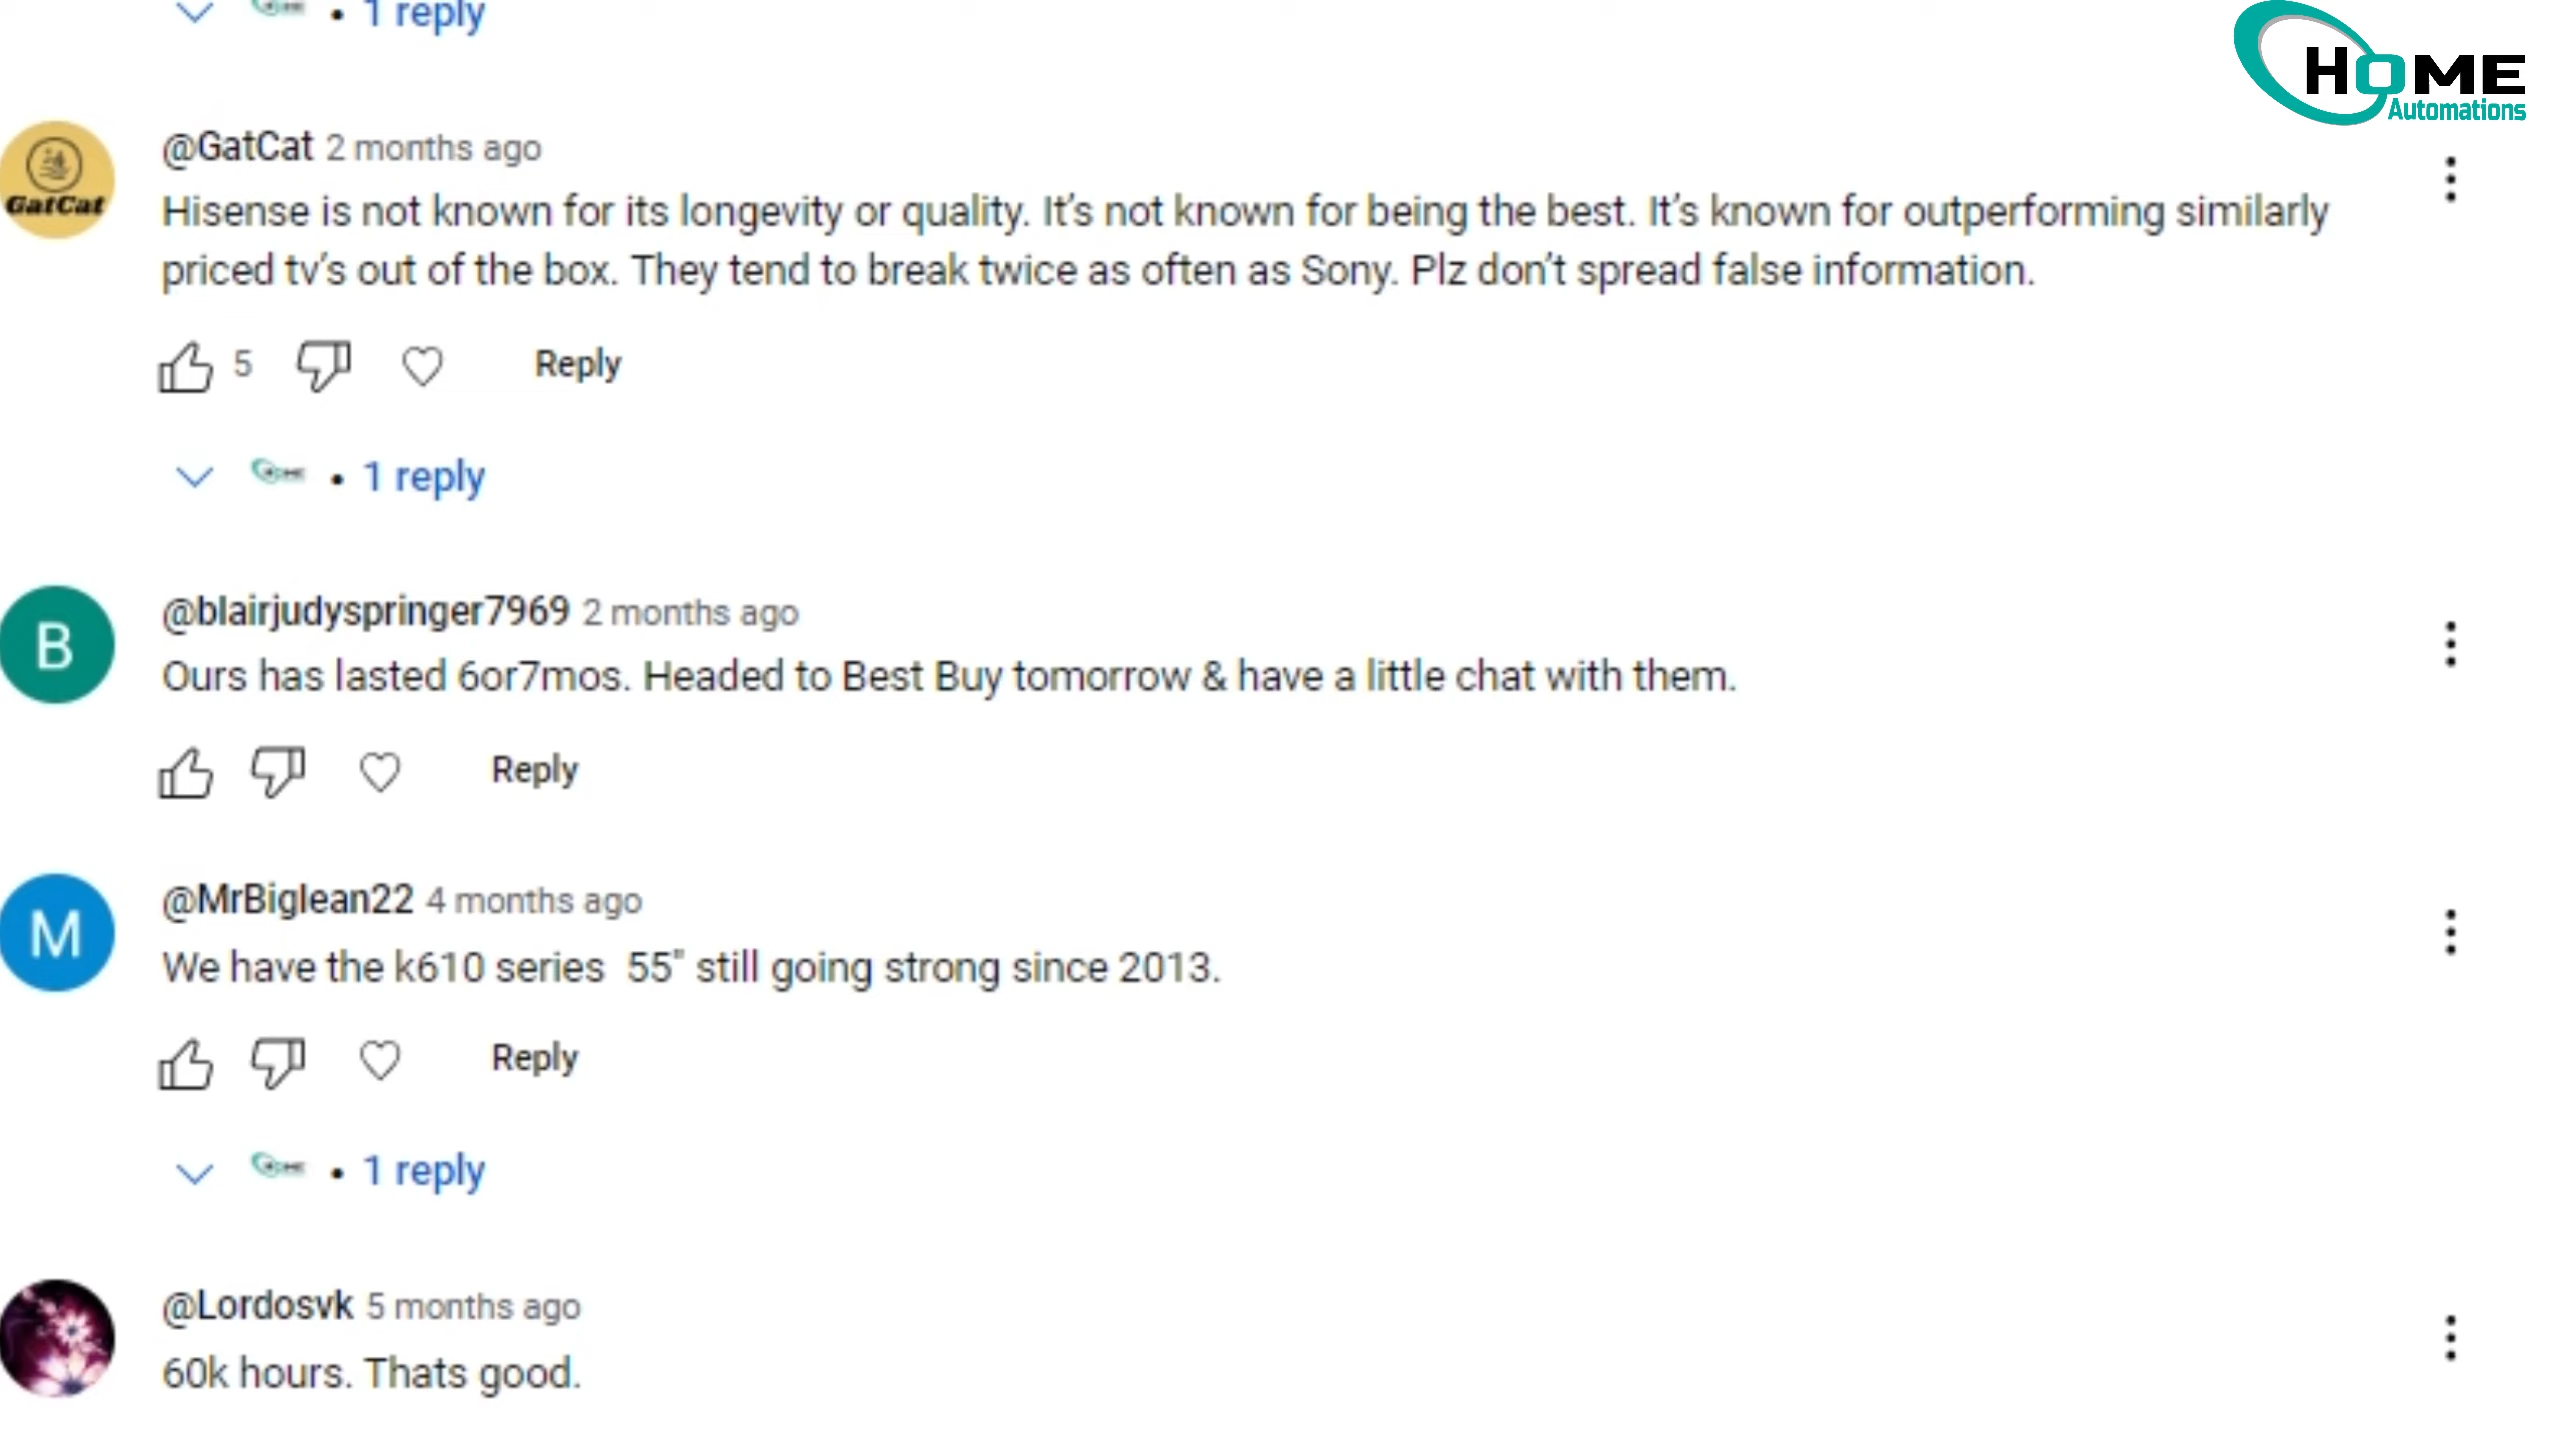 • 1 reply
HOME
Automations
@GatCat 2 months ago
GatCat
Hisense is not known for its longevity or quality. It's not known for being the best. It's known for outperforming similarly
priced tv's out of the box. They tend to break twice as often as Sony. Plz don't spread false information.
5 Reply
• 1 reply
B
@blairjudyspringer7969 2 months ago
Ours has lasted 6or7mos. Headed to Best Buy tomorrow & have a little chat with them.
Reply
M
@MrBiglean22 4 months ago
We have the k610 series  55" still going strong since 2013.
Reply
• 1 reply
@Lordosvk 5 months ago
60k hours. Thats good.